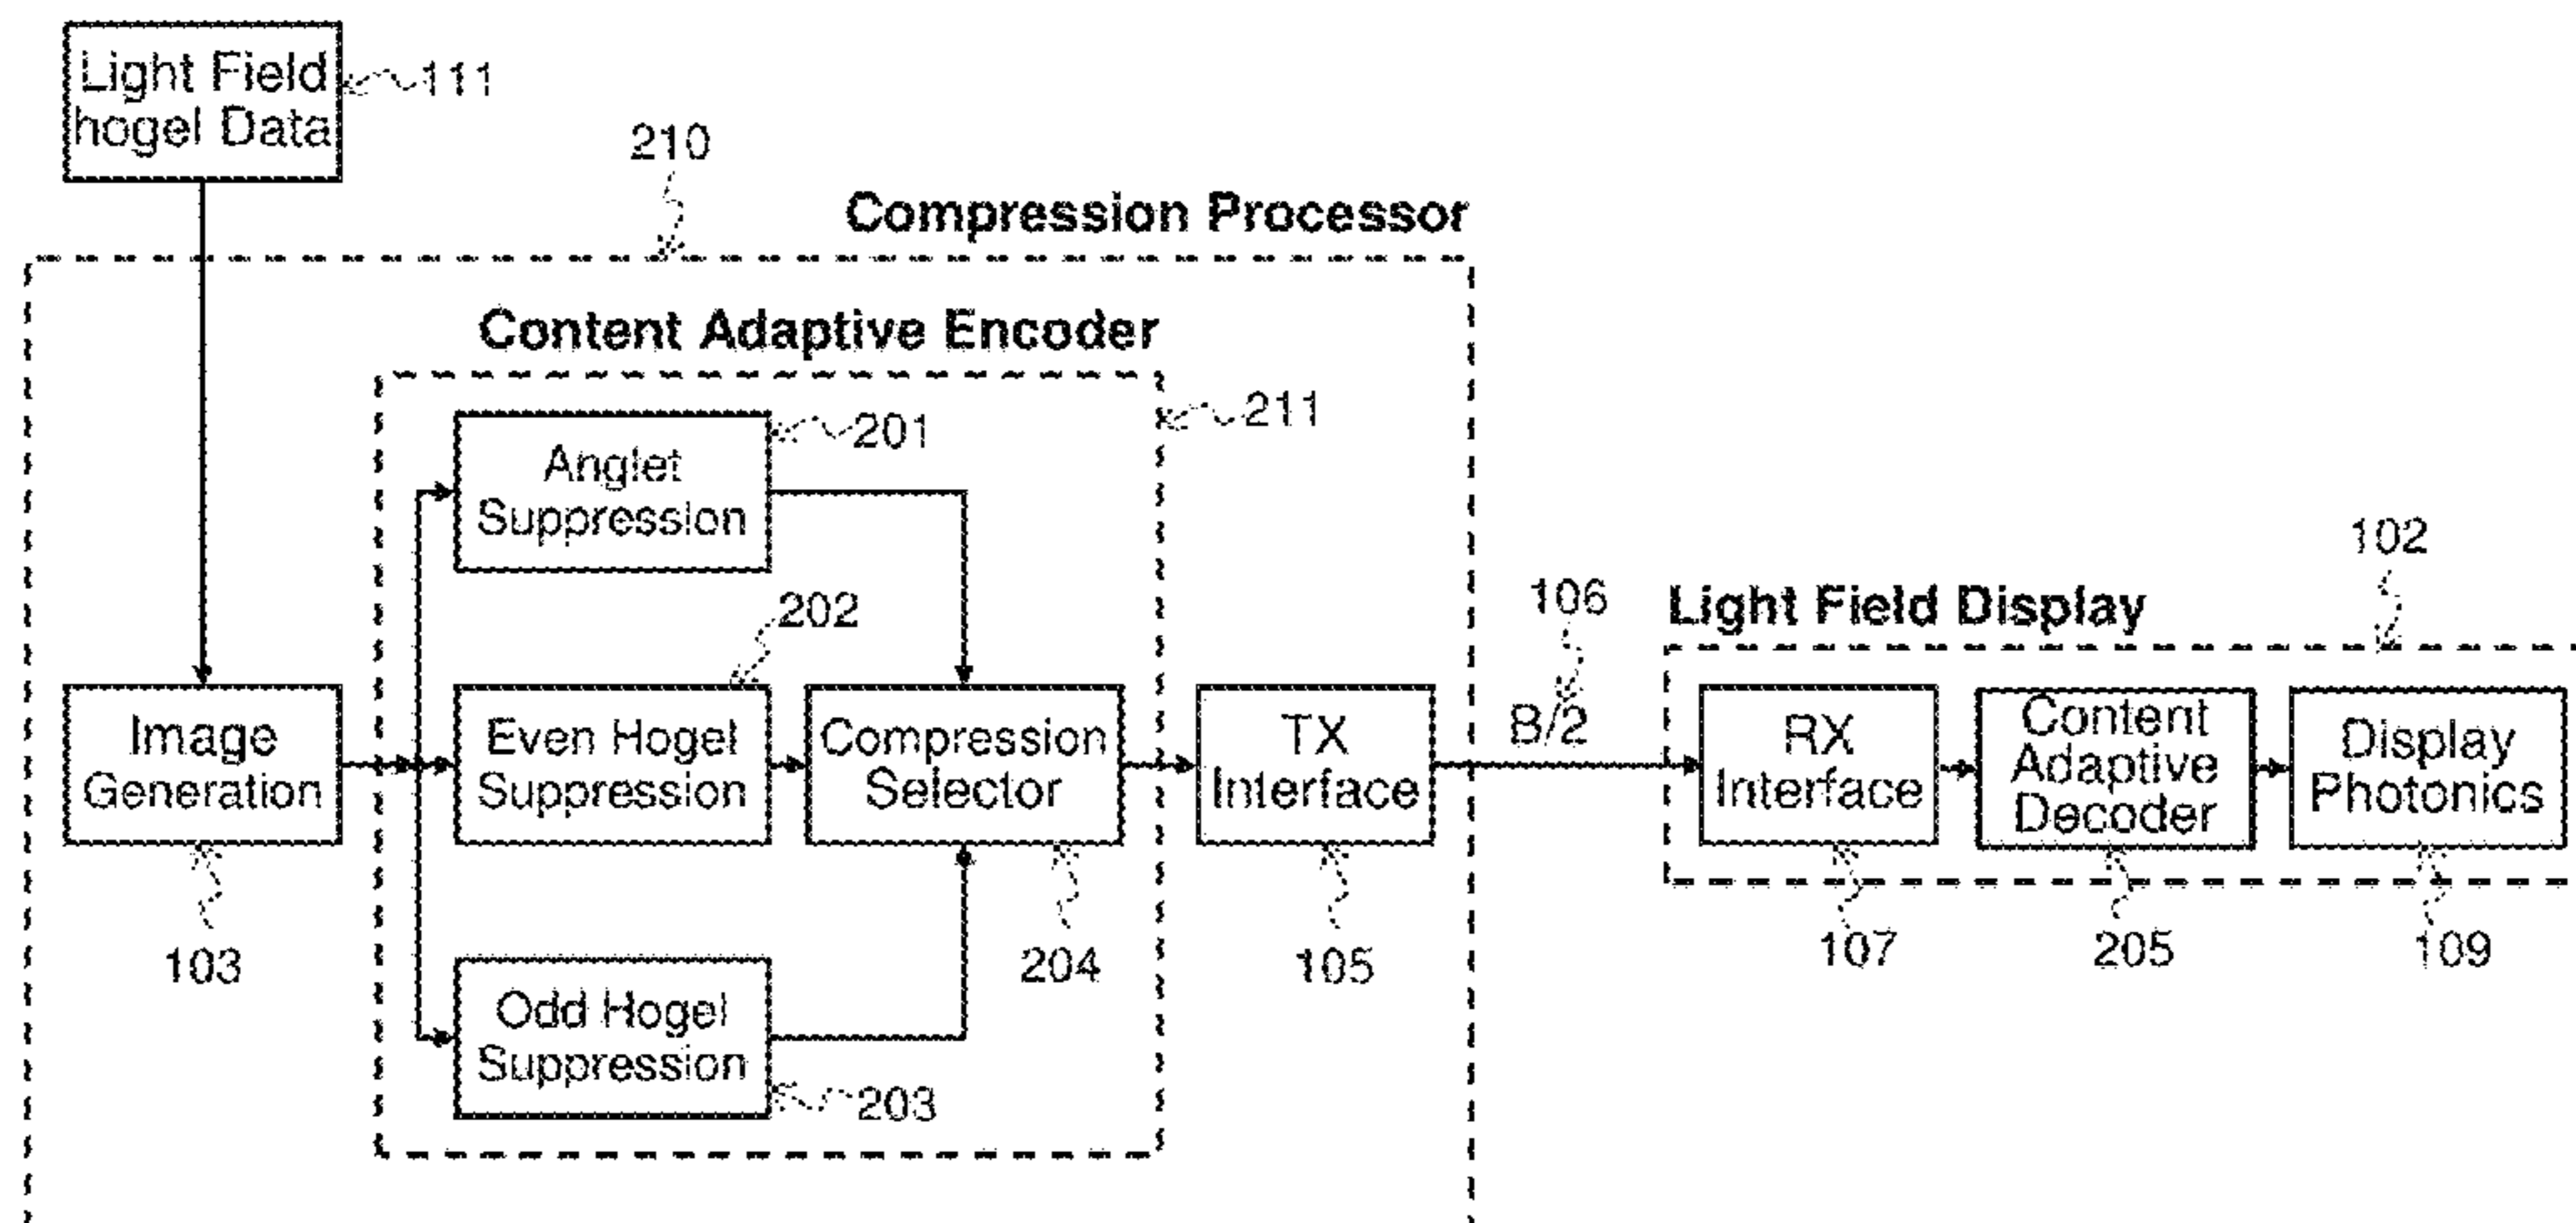 Light Field
hogel Data
111
210
Compression Processor
Content Adaptive Encoder
211
Anglet
Suppression
201
202
Even Hogel
Suppression
Odd Hogel
Suppression
203
Image
Generation
103
Compression
Selector
204
TX
Interface
105
106
B/2
Light Field Display
102
RX
Interface
107
Content
Adaptive
Decoder
205
Display
Photonics
109